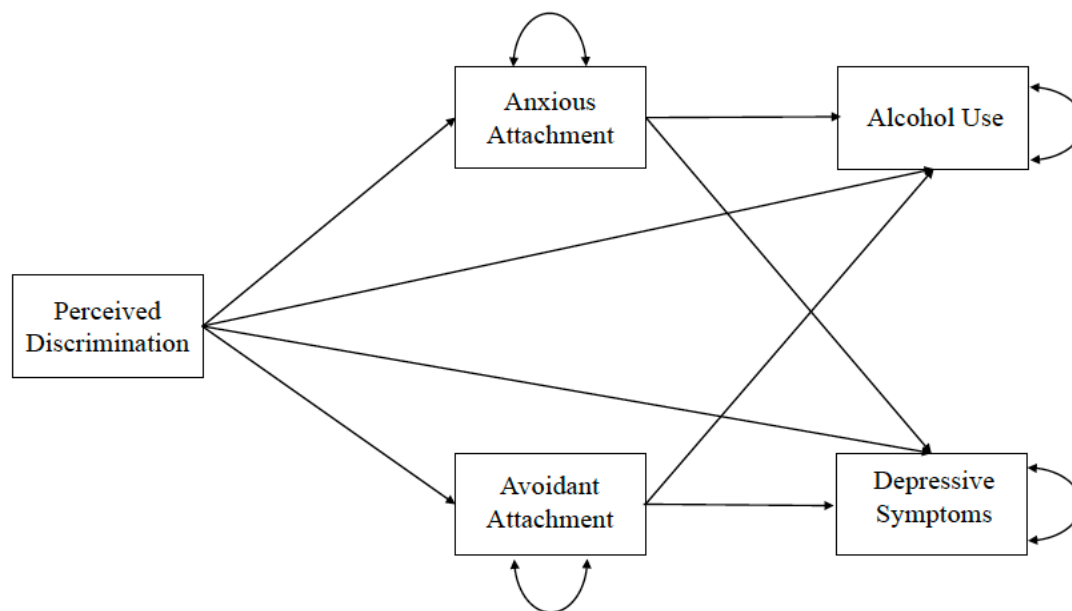 Anxious
Attachment
Alcohol Use
Perceived
Discrimination
Avoidant
Attachment
Depressive
Symptoms